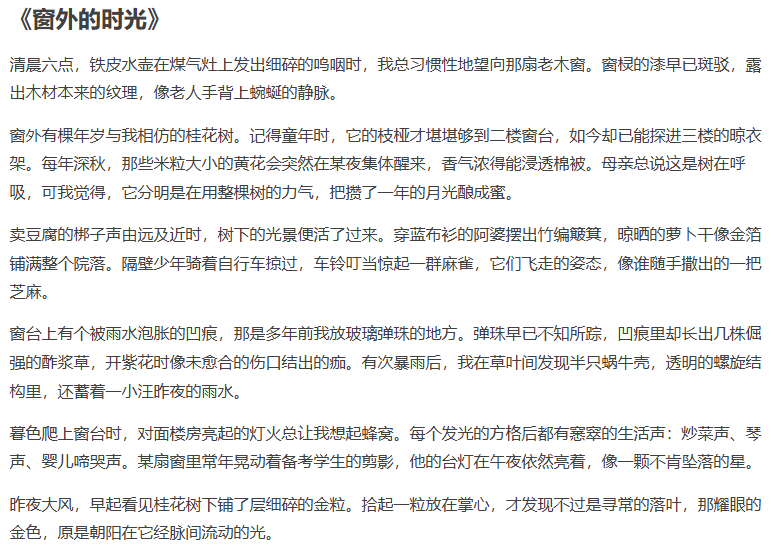 《窗外的时光》
清晨六点，铁皮水壶在煤气灶上发出细碎的呜咽时，我总习惯性地望向那扇老木窗。窗棂的漆早已斑驳，露
出木材本来的纹理，像老人手背上蜿蜒的静脉。
窗外有棵年岁与我相仿的桂花树。记得童年时，它的枝桠才堪堪够到二楼窗台，如今却已能探进三楼的晾衣
架。每年深秋，那些米粒大小的黄花会突然在某夜集体醒来，香气浓得能浸透棉被。母亲总说这是树在呼
吸，可我觉得，它分明是在用整棵树的力气，把攒了一年的月光酿成蜜。
卖豆腐的梆子声由远及近时，树下的光景便活了过来。穿蓝布衫的阿婆摆出竹编簸箕，晾晒的萝卜干像金箔
铺满整个院落。隔壁少年骑着自行车掠过，车铃叮当惊起一群麻雀，它们飞走的姿态，像谁随手撒出的一把
芝麻。
窗台上有个被雨水泡胀的凹痕，那是多年前我放玻璃弹珠的地方。弹珠早已不知所踪，凹痕里却长出几株倔
强的酢浆草，开紫花时像未愈合的伤口结出的痂。有次暴雨后，我在草叶间发现半只蜗牛壳，透明的螺旋结
构里，还蓄着一小汪昨夜的雨水。
暮色爬上窗台时，对面楼房亮起的灯火总让我想起蜂窝。每个发光的方格后都有窸窣的生活声：炒菜声、琴
声、婴儿啼哭声。某扇窗里常年晃动着备考学生的剪影，他的台灯在午夜依然亮着，像一颗不肯坠落的星。
昨夜大风，早起看见桂花树下铺了层细碎的金粒。拾起一粒放在掌心，才发现不过是寻常的落叶，那耀眼的
金色，原是朝阳在它经脉间流动的光。